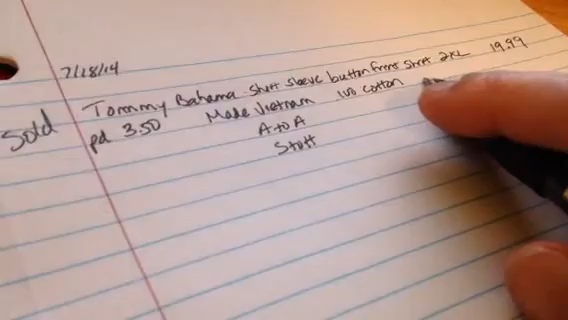 7/28/14
Tommy Bahama short sleeve button front shirt 2XL 19.99
Sold pd 3.50 Made Vietnam 100 cotton
A to A